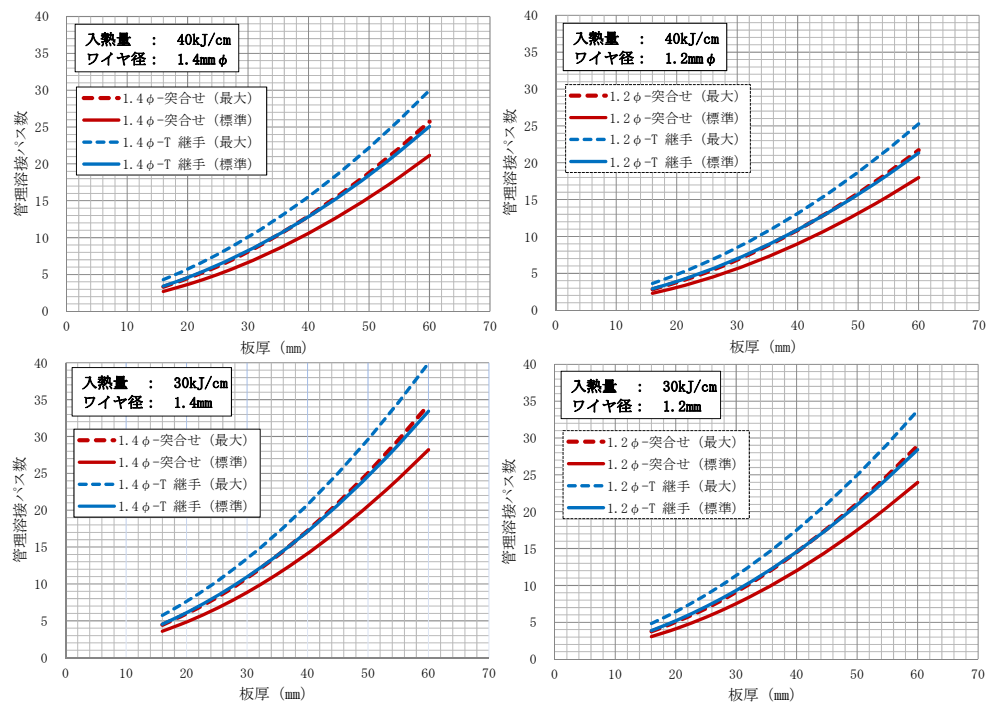 入熱量 ： 40kJ/cm
ワイヤ径： 1.4mmφ
1.4φ-突合せ (最大)
1.4φ-突合せ (標準)
1.4φ-T 継手 (最大)
1.4φ-T 継手 (標準)
管理溶接パス数
40
35
30
25
20
15
10
5
0
0 10 20 30 40 50 60 70
板厚 (mm)
入熱量 ： 40kJ/cm
ワイヤ径： 1.2mmφ
1.2φ-突合せ (最大)
1.2φ-突合せ (標準)
1.2φ-T 継手 (最大)
1.2φ-T 継手 (標準)
管理溶接パス数
40
35
30
25
20
15
10
5
0
0 10 20 30 40 50 60 70
板厚 (mm)
入熱量 ： 30kJ/cm
ワイヤ径： 1.4mm
1.4φ-突合せ (最大)
1.4φ-突合せ (標準)
1.4φ-T 継手 (最大)
1.4φ-T 継手 (標準)
管理溶接パス数
40
35
30
25
20
15
10
5
0
0 10 20 30 40 50 60 70
板厚 (mm)
入熱量 ： 30kJ/cm
ワイヤ径： 1.2mm
1.2φ-突合せ (最大)
1.2φ-突合せ (標準)
1.2φ-T 継手 (最大)
1.2φ-T 継手 (標準)
管理溶接パス数
40
35
30
25
20
15
10
5
0
0 10 20 30 40 50 60 70
板厚 (mm)